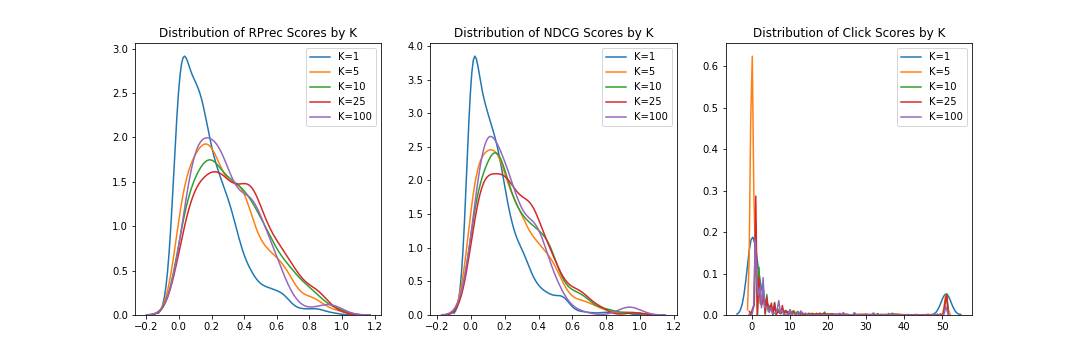 Distribution of RPrec Scores by K
3.0
2.5
2.0
1.5
1.0
0.5
0.0
−0.2 0.0 0.2 0.4 0.6 0.8 1.0 1.2
K=1
K=5
K=10
K=25
K=100
Distribution of NDCG Scores by K
4.0
3.5
3.0
2.5
2.0
1.5
1.0
0.5
0.0
−0.2 0.0 0.2 0.4 0.6 0.8 1.0 1.2
K=1
K=5
K=10
K=25
K=100
Distribution of Click Scores by K
0.6
0.5
0.4
0.3
0.2
0.1
0.0
0 10 20 30 40 50
K=1
K=5
K=10
K=25
K=100